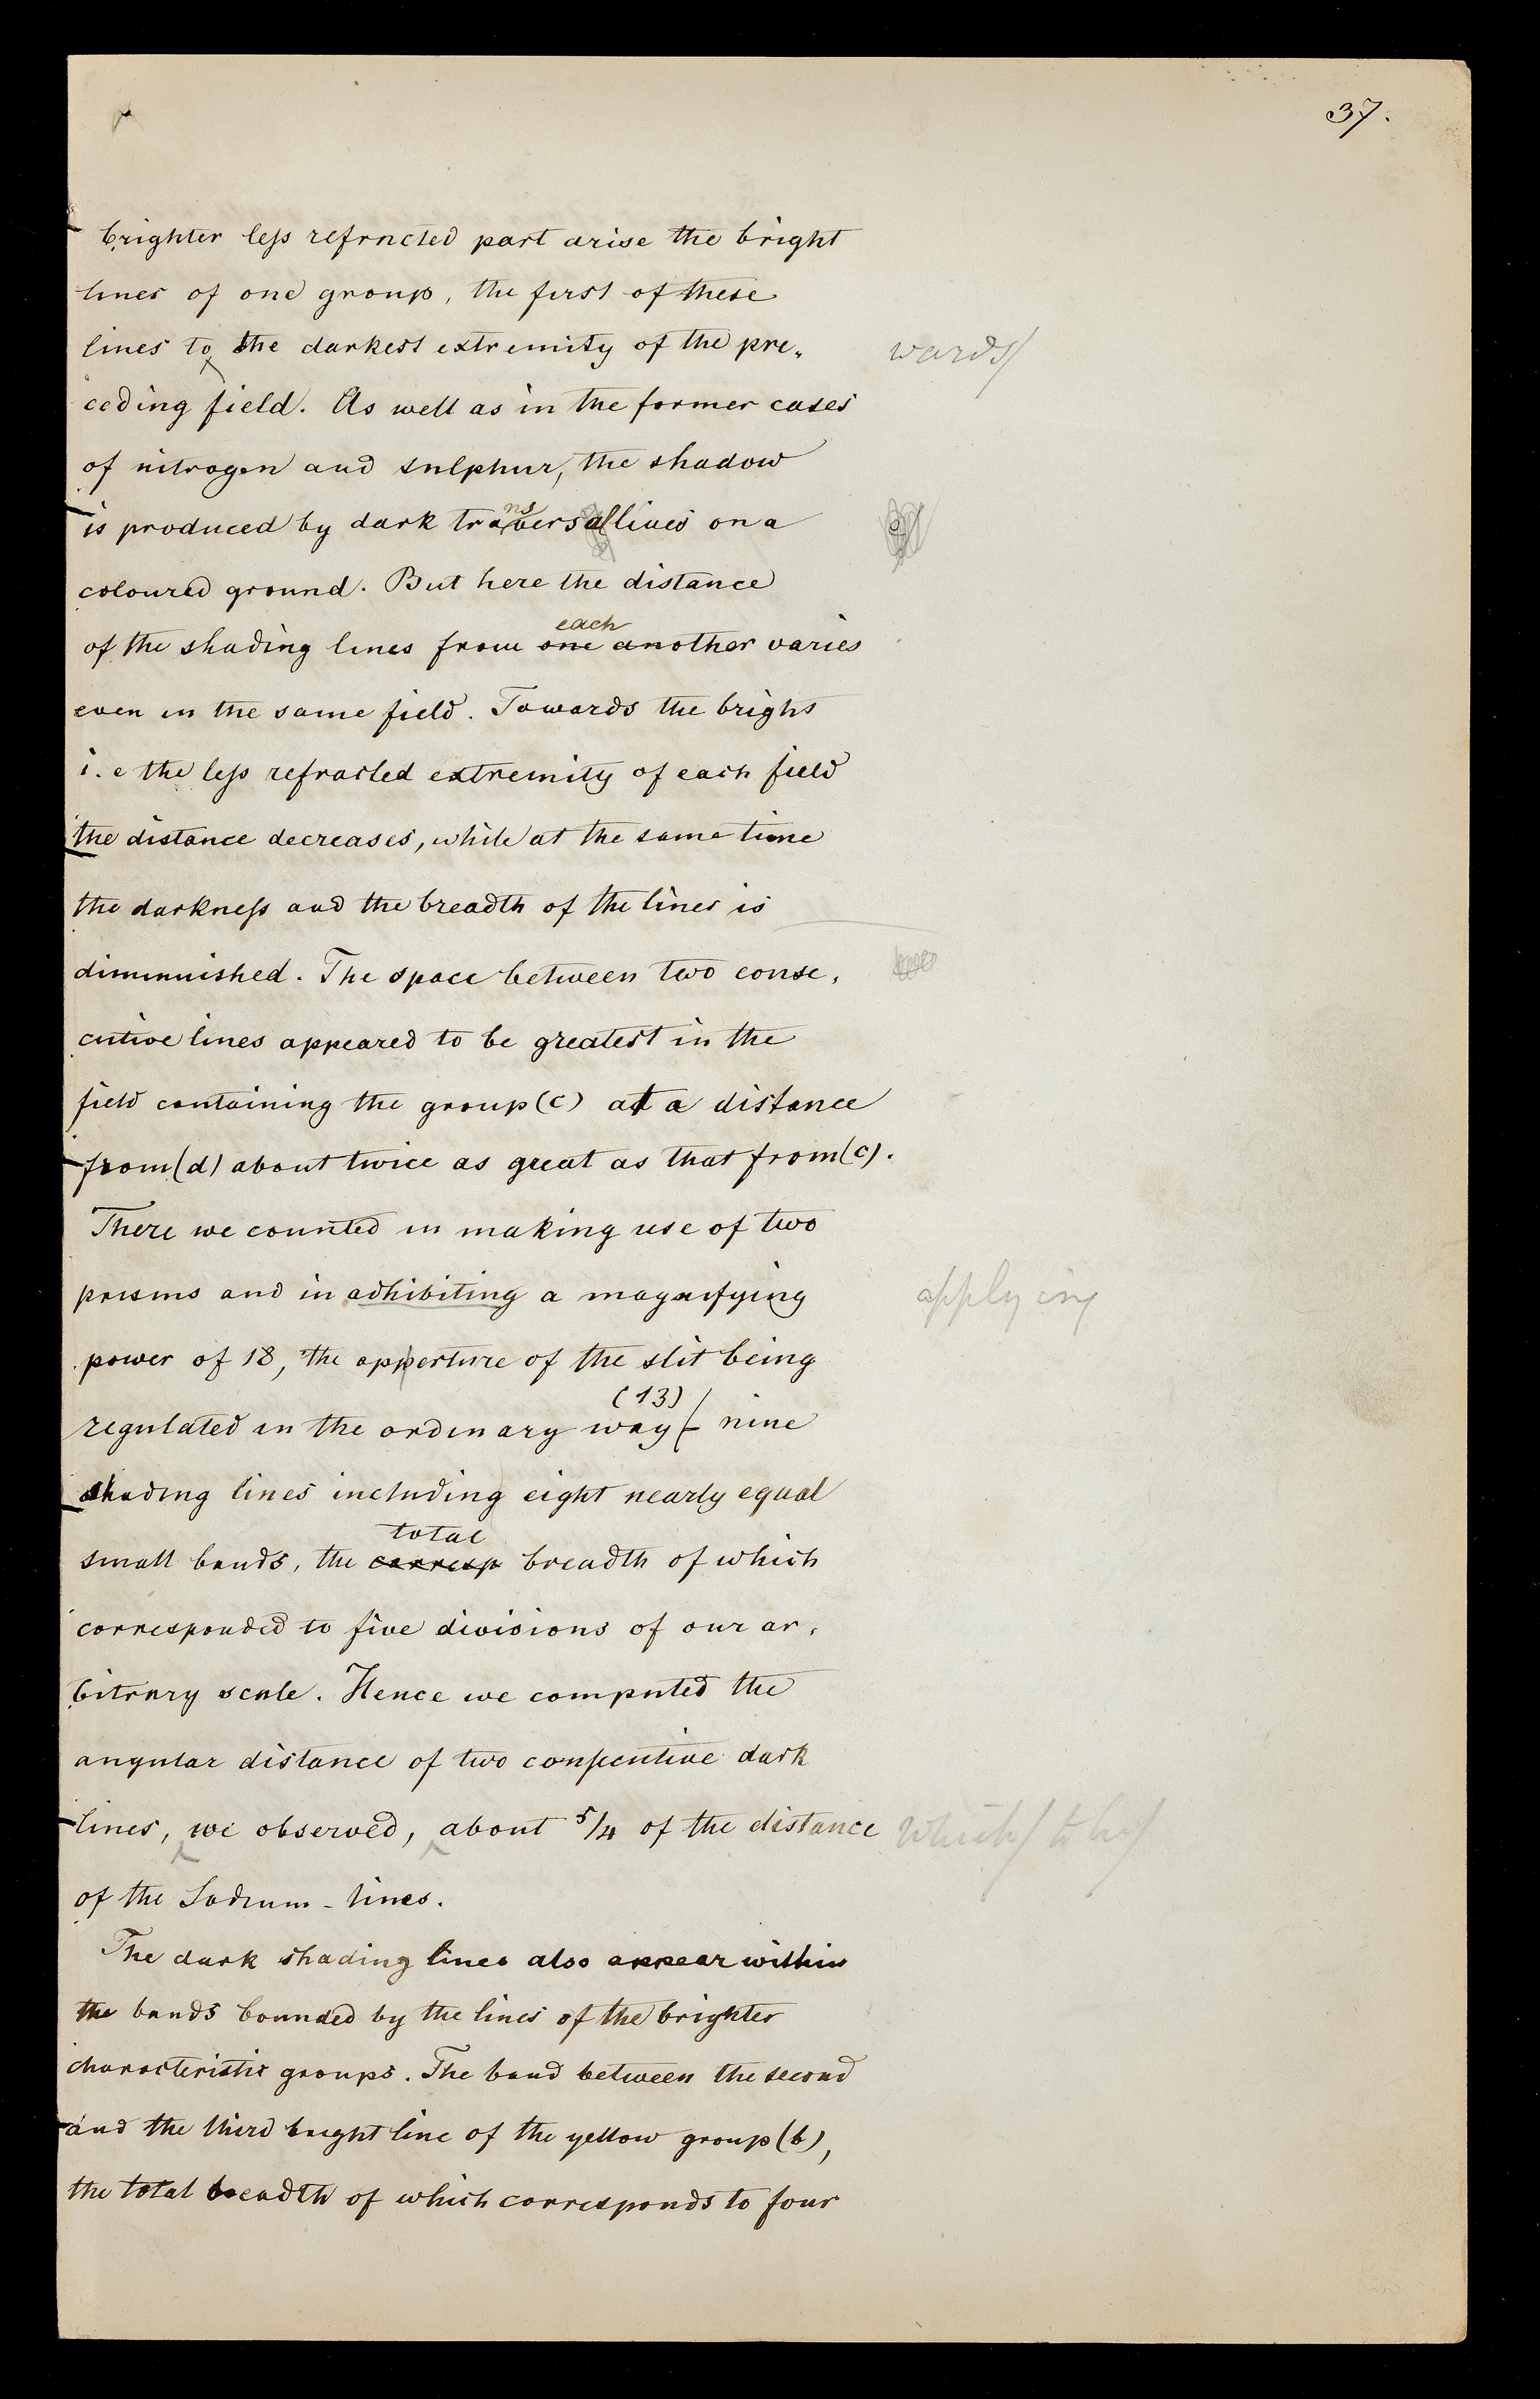 37.
brighter less refracted part arise the bright
lines of one group, the first of these
lines to the darkest extremity of the pre- wards/
ceding field. As well as in the former cases
of nitrogen and sulphur, the shadow
is produced by dark transversal lines on a
coloured ground. But here the distance
each
of the shading lines from one another varies
even in the same field. Towards the bright
i.e the less refracted extremity of each field
the distance decreases, while at the same time
the darkness and the breadth of the lines is
dimminished. The space between two conse-
cutive lines appeared to be greatest in the
field containing the group (c) at a distance
from (d) about twice as great as that from (c).
There we counted in making use of two
prisms and in adhibiting a magnifying applying
power of 18, the apperture of the slit being
(13)
regulated in the ordinary way nine
shading lines including eight nearly equal
total
small bands, the corresp breadth of which
corresponded to five divisions of our ar-
bitrary scale. Hence we computed the
angular distance of two consecutive dark
lines, we observed, about 5/4 of the distance which/ to be/
of the Sodium-lines.
The dark shading lines also appear within
the bands bounded by the lines of the brighter
characteristic groups. The band between the second
and the third bright line of the yellow group (b),
the total breadth of which corresponds to four